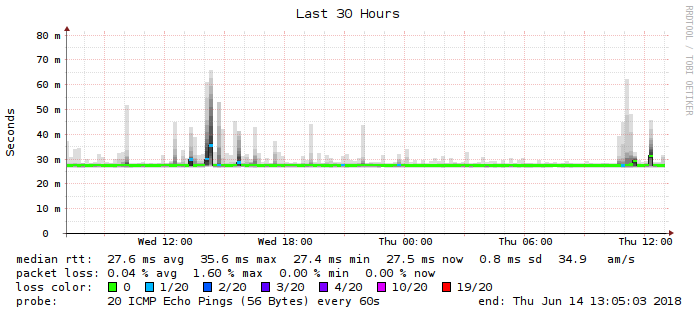 Last 30 Hours
RRDTOOL / TOBI OETIKER
Seconds
80 m
70 m
60 m
50 m
40 m
30 m
20 m
10 m
0
Wed 12:00 Wed 18:00 Thu 00:00 Thu 06:00 Thu 12:00
median rtt: 27.6 ms avg 35.6 ms max 27.4 ms min 27.5 ms now 0.8 ms sd 34.9 am/s
packet loss: 0.04 % avg 1.60 % max 0.00 % min 0.00 % now
loss color: 0 1/20 2/20 3/20 4/20 10/20 19/20
probe: 20 ICMP Echo Pings (56 Bytes) every 60s end: Thu Jun 14 13:05:03 2018